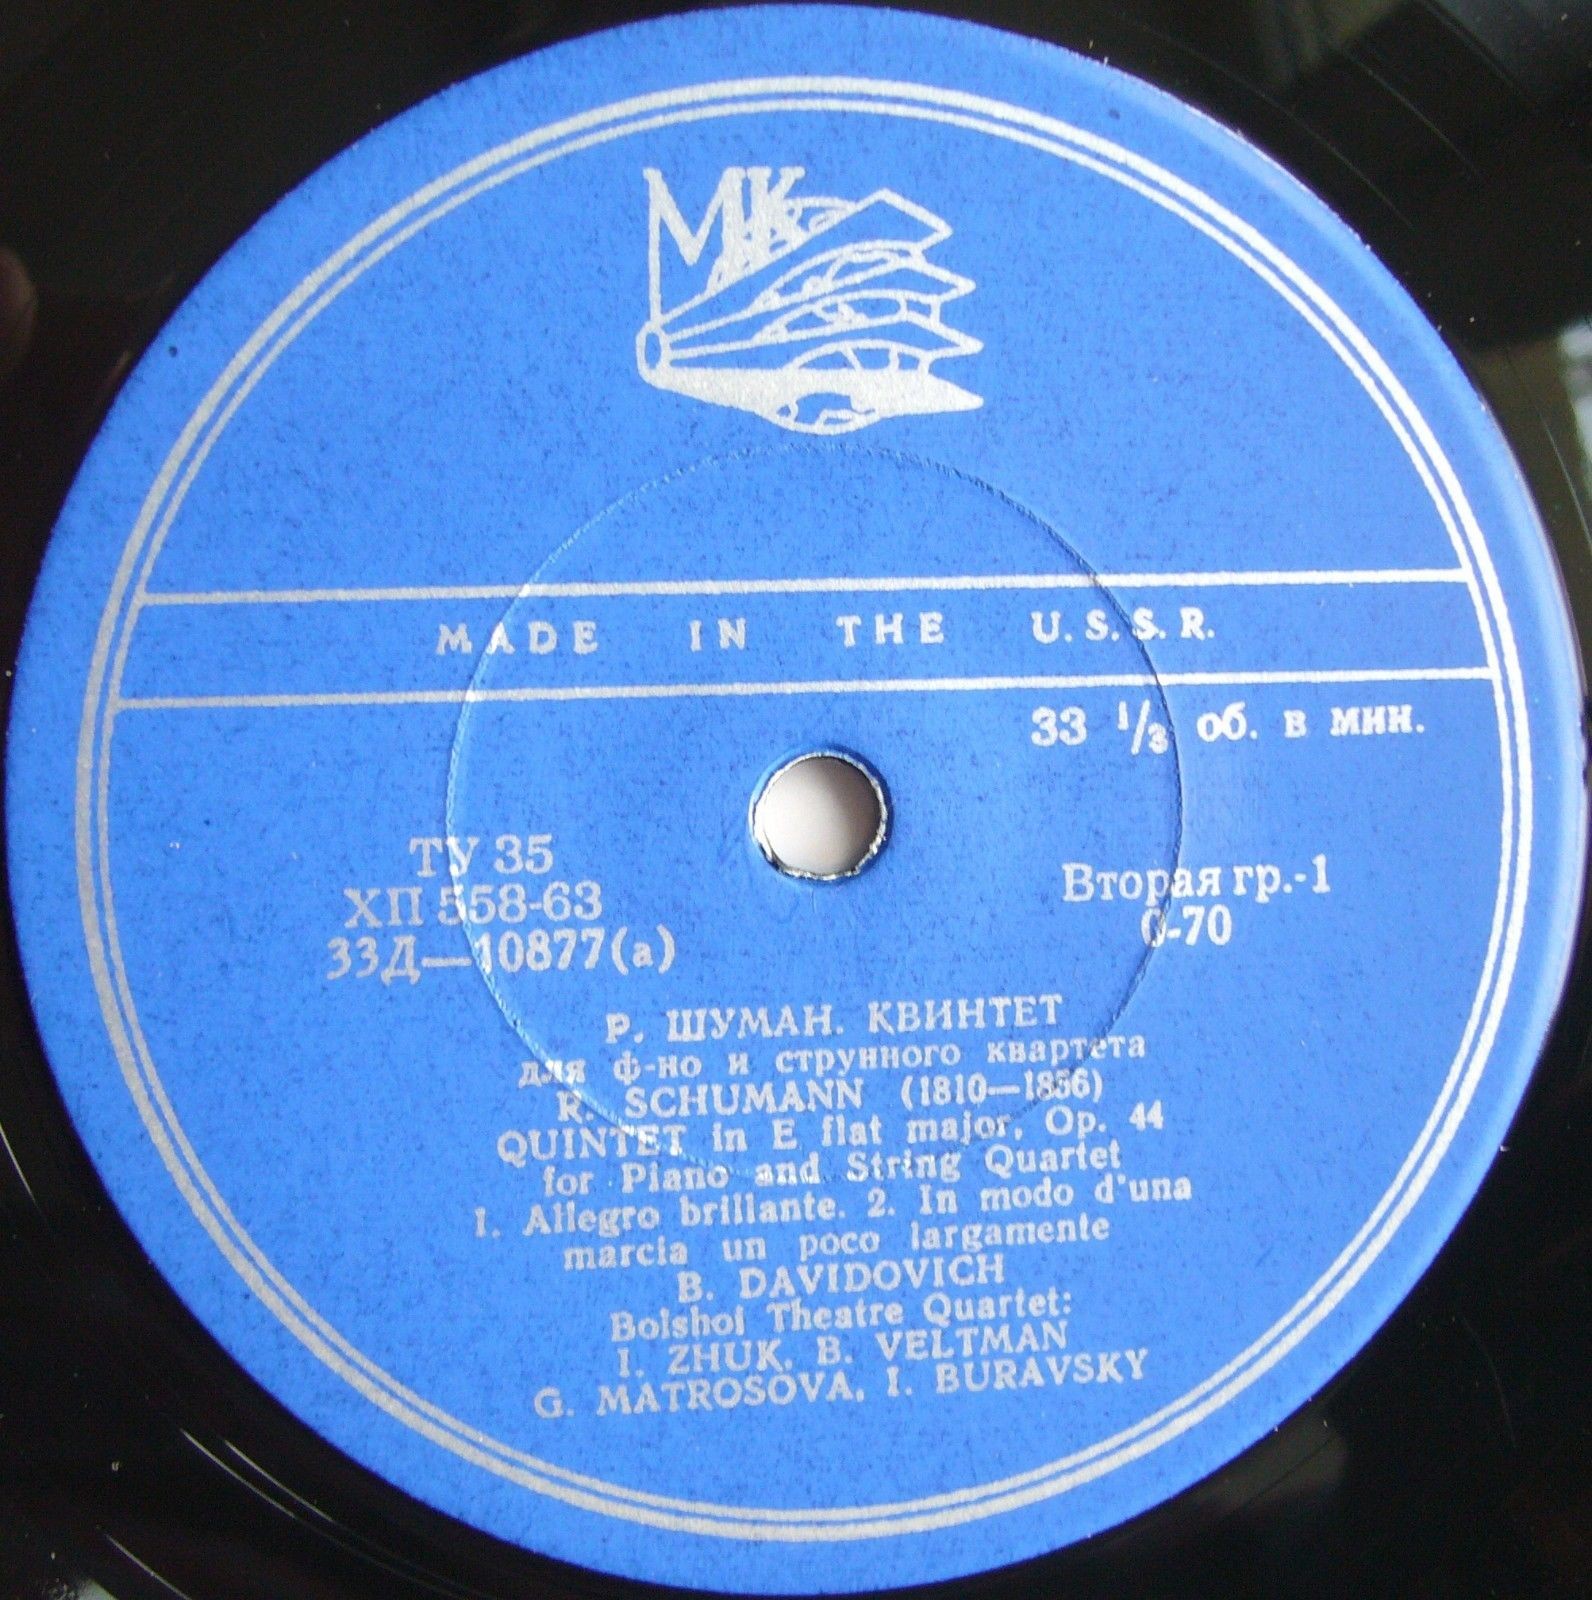 МК
MADE IN THE U.S.S.R.
33 1/3 об. в мин.
ТУ 35
ХП 558-63
33Д—10877(а)
Вторая гр.-1
0-70
Р. ШУМАН. КВИНТЕТ
для ф-но и струнного квартета
R. SCHUMANN (1810—1856)
QUINTET in E flat major, Op. 44
for Piano and String Quartet
1. Allegro brillante. 2. In modo d'una
marcia un poco largamente
B. DAVIDOVICH
Bolshoi Theatre Quartet:
I. ZHUK, B. VELTMAN
G. MATROSOVA, I. BURAVSKY